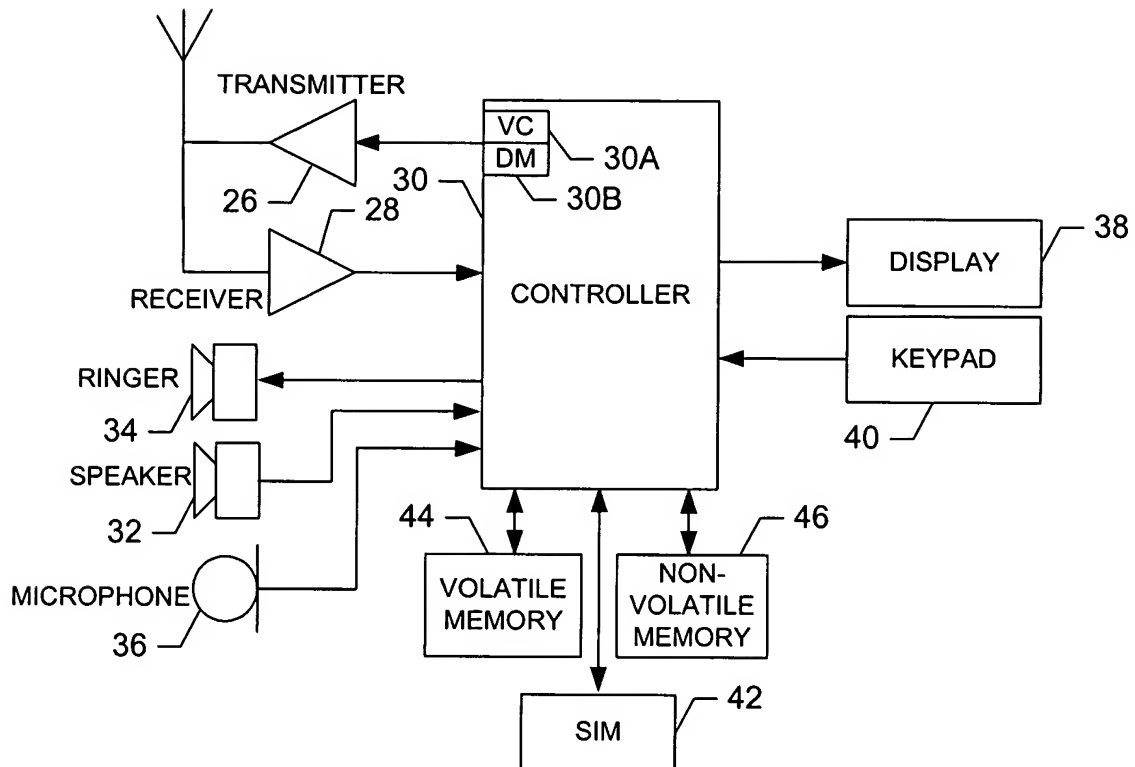 TRANSMITTER
VC
DM
30A
30B
30
26
28
RECEIVER
CONTROLLER
DISPLAY
38
KEYPAD
40
RINGER
34
SPEAKER
32
MICROPHONE
36
44
VOLATILE
MEMORY
46
NON-
VOLATILE
MEMORY
SIM
42